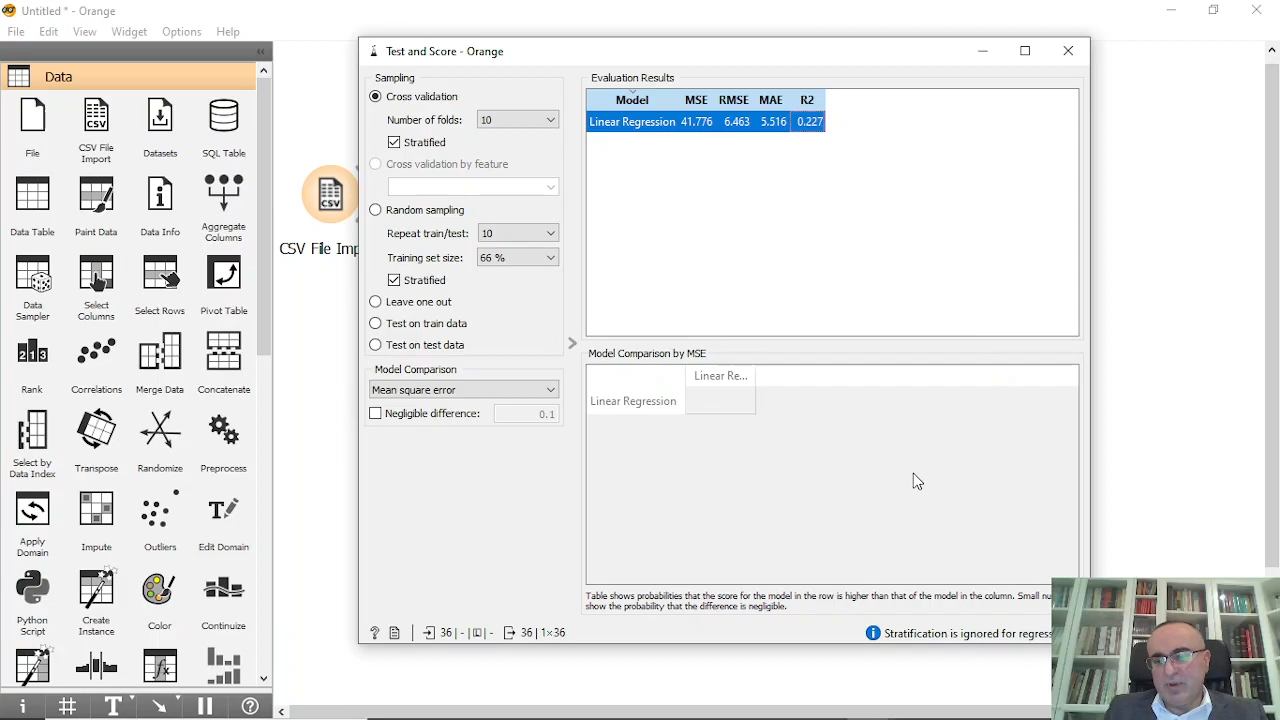 Untitled * - Orange
File Edit View Widget Options Help
Data
File
CSV File Import
Datasets
SQL Table
Data Table
Paint Data
Data Info
Aggregate Columns
Data Sampler
Select Columns
Select Rows
Pivot Table
Rank
Correlations
Merge Data
Concatenate
Select by Data Index
Transpose
Randomize
Preprocess
Apply Domain
Impute
Outliers
Edit Domain
Python Script
Create Instance
Color
Continuize
CSV
CSV File Imp
Test and Score - Orange
Sampling
Cross validation
Number of folds: 10
Stratified
Cross validation by feature
Random sampling
Repeat train/test: 10
Training set size: 66 %
Stratified
Leave one out
Test on train data
Test on test data
Model Comparison
Mean square error
Negligible difference: 0.1
Evaluation Results
Model MSE RMSE MAE R2
Linear Regression 41.776 6.463 5.516 0.227
Model Comparison by MSE
Linear Re...
Linear Regression
Table shows probabilities that the score for the model in the row is higher than that of the model in the column. Small nu
show the probability that the difference is negligible.
36 | - | - 36 | 1×36
Stratification is ignored for regress